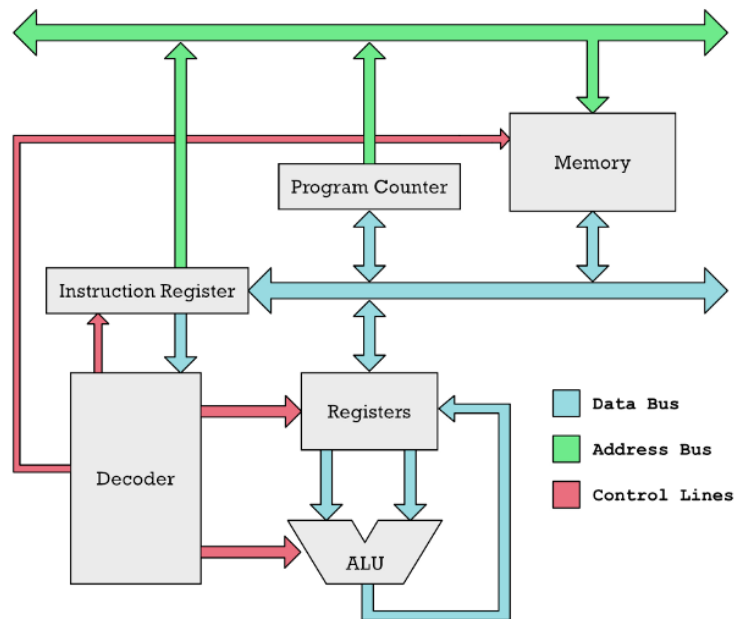 Memory
Program Counter
Instruction Register
Registers
Decoder
ALU
Data Bus
Address Bus
Control Lines